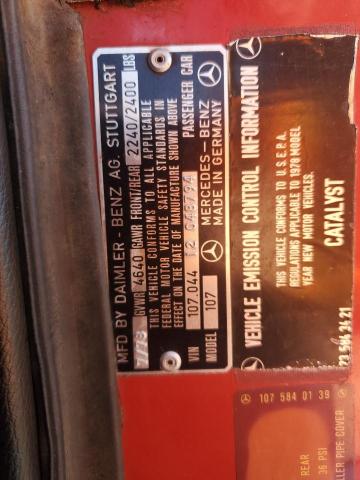 MFD BY DAIMLER-BENZ AG. STUTTGART
7/78 GVWR 4640 GAWR FRONT/REAR 2240/2400 LBS
THIS VEHICLE CONFORMS TO ALL APPLICABLE
FEDERAL MOTOR VEHICLE SAFETY STANDARDS IN
EFFECT ON THE DATE OF MANUFACTURE SHOWN ABOVE
VIN 107.044 12 048794 PASSENGER CAR
MODEL 107 MERCEDES-BENZ
MADE IN GERMANY
VEHICLE EMISSION CONTROL INFORMATION
THIS VEHICLE CONFORMS TO U.S.E.P.A.
REGULATIONS APPLICABLE TO 1978 MODEL
YEAR NEW MOTOR VEHICLES.
CATALYST
21
107 584 01 39
REAR
36 PSI
LLER PIPE COVER